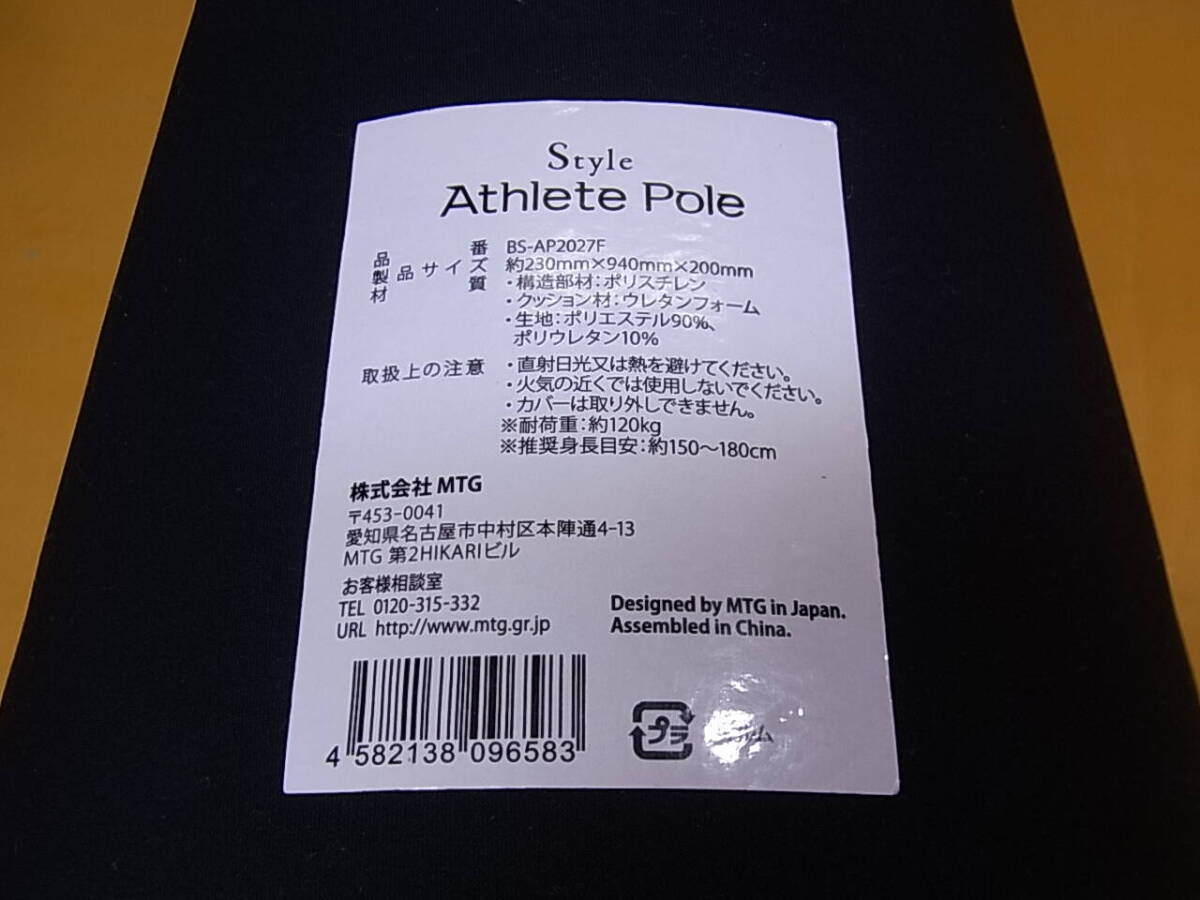 Style
Athlete Pole
品番 BS-AP2027F
製品サイズ 約230mm×940mm×200mm
材質 ・構造部材：ポリスチレン
・クッション材：ウレタンフォーム
・生地：ポリエステル90%、
ポリウレタン10%
取扱上の注意 ・直射日光又は熱を避けてください。
・火気の近くでは使用しないでください。
・カバーは取り外しできません。
※耐荷重：約120kg
※推奨身長目安：約150～180cm
株式会社 MTG
〒453-0041
愛知県名古屋市中村区本陣通4-13
MTG 第2HIKARIビル
お客様相談室
TEL 0120-315-332
URL http://www.mtg.gr.jp
Designed by MTG in Japan.
Assembled in China.
4 582138 096583
プラ